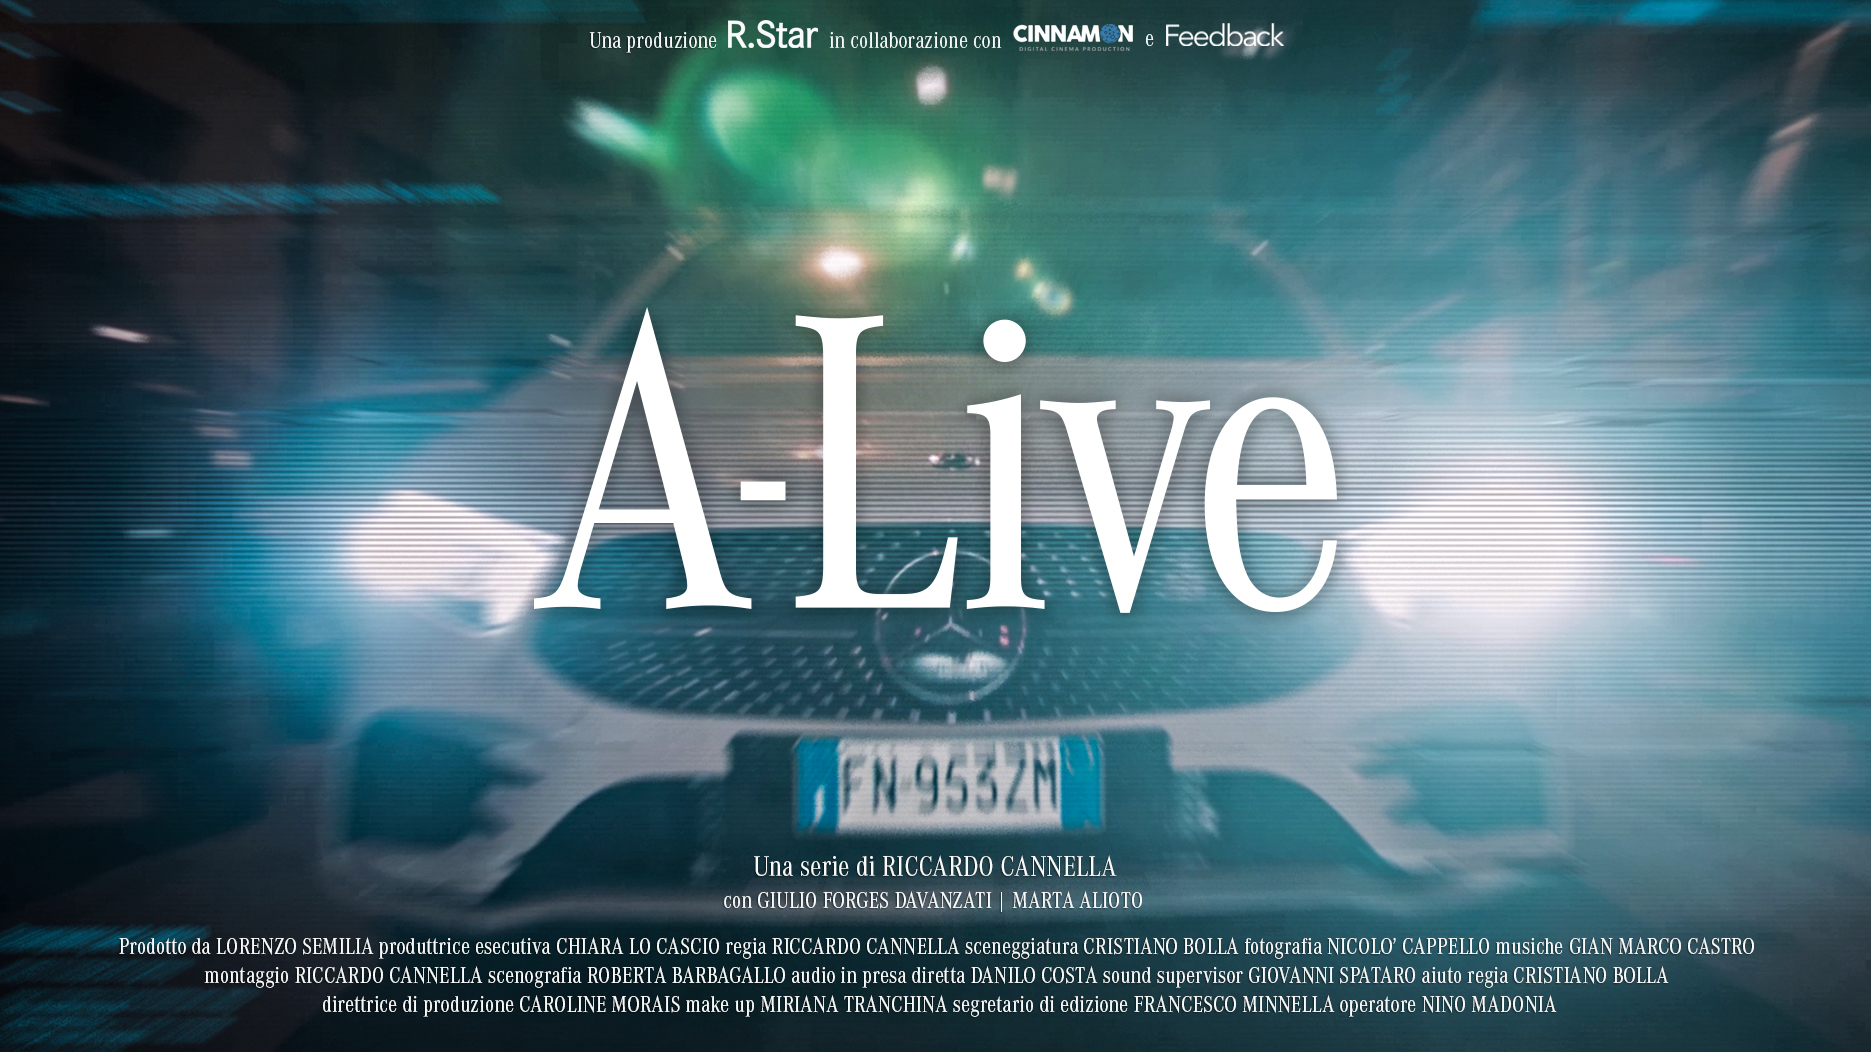 Una produzione R.Star in collaborazione con CINNAMON DIGITAL CINEMA PRODUCTION e Feedback
A-Live
FN 953ZM
Una serie di RICCARDO CANNELLA
con GIULIO FORGES DAVANZATI | MARTA ALIOTO
Prodotto da LORENZO SEMILIA produttrice esecutiva CHIARA LO CASCIO regia RICCARDO CANNELLA sceneggiatura CRISTIANO BOLLA fotografia NICOLO’ CAPPELLO musiche GIAN MARCO CASTRO
montaggio RICCARDO CANNELLA scenografia ROBERTA BARBAGALLO audio in presa diretta DANILO COSTA sound supervisor GIOVANNI SPATARO aiuto regia CRISTIANO BOLLA
direttrice di produzione CAROLINE MORAIS make up MIRIANA TRANCHINA segretario di edizione FRANCESCO MINNELLA operatore NINO MADONIA